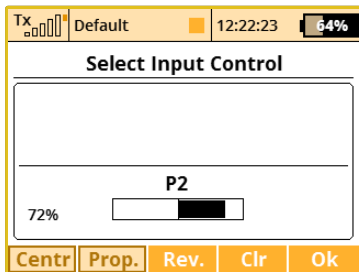 Tx Default 12:22:23 64%
Select Input Control
P2
72%
Centr Prop. Rev. Clr Ok